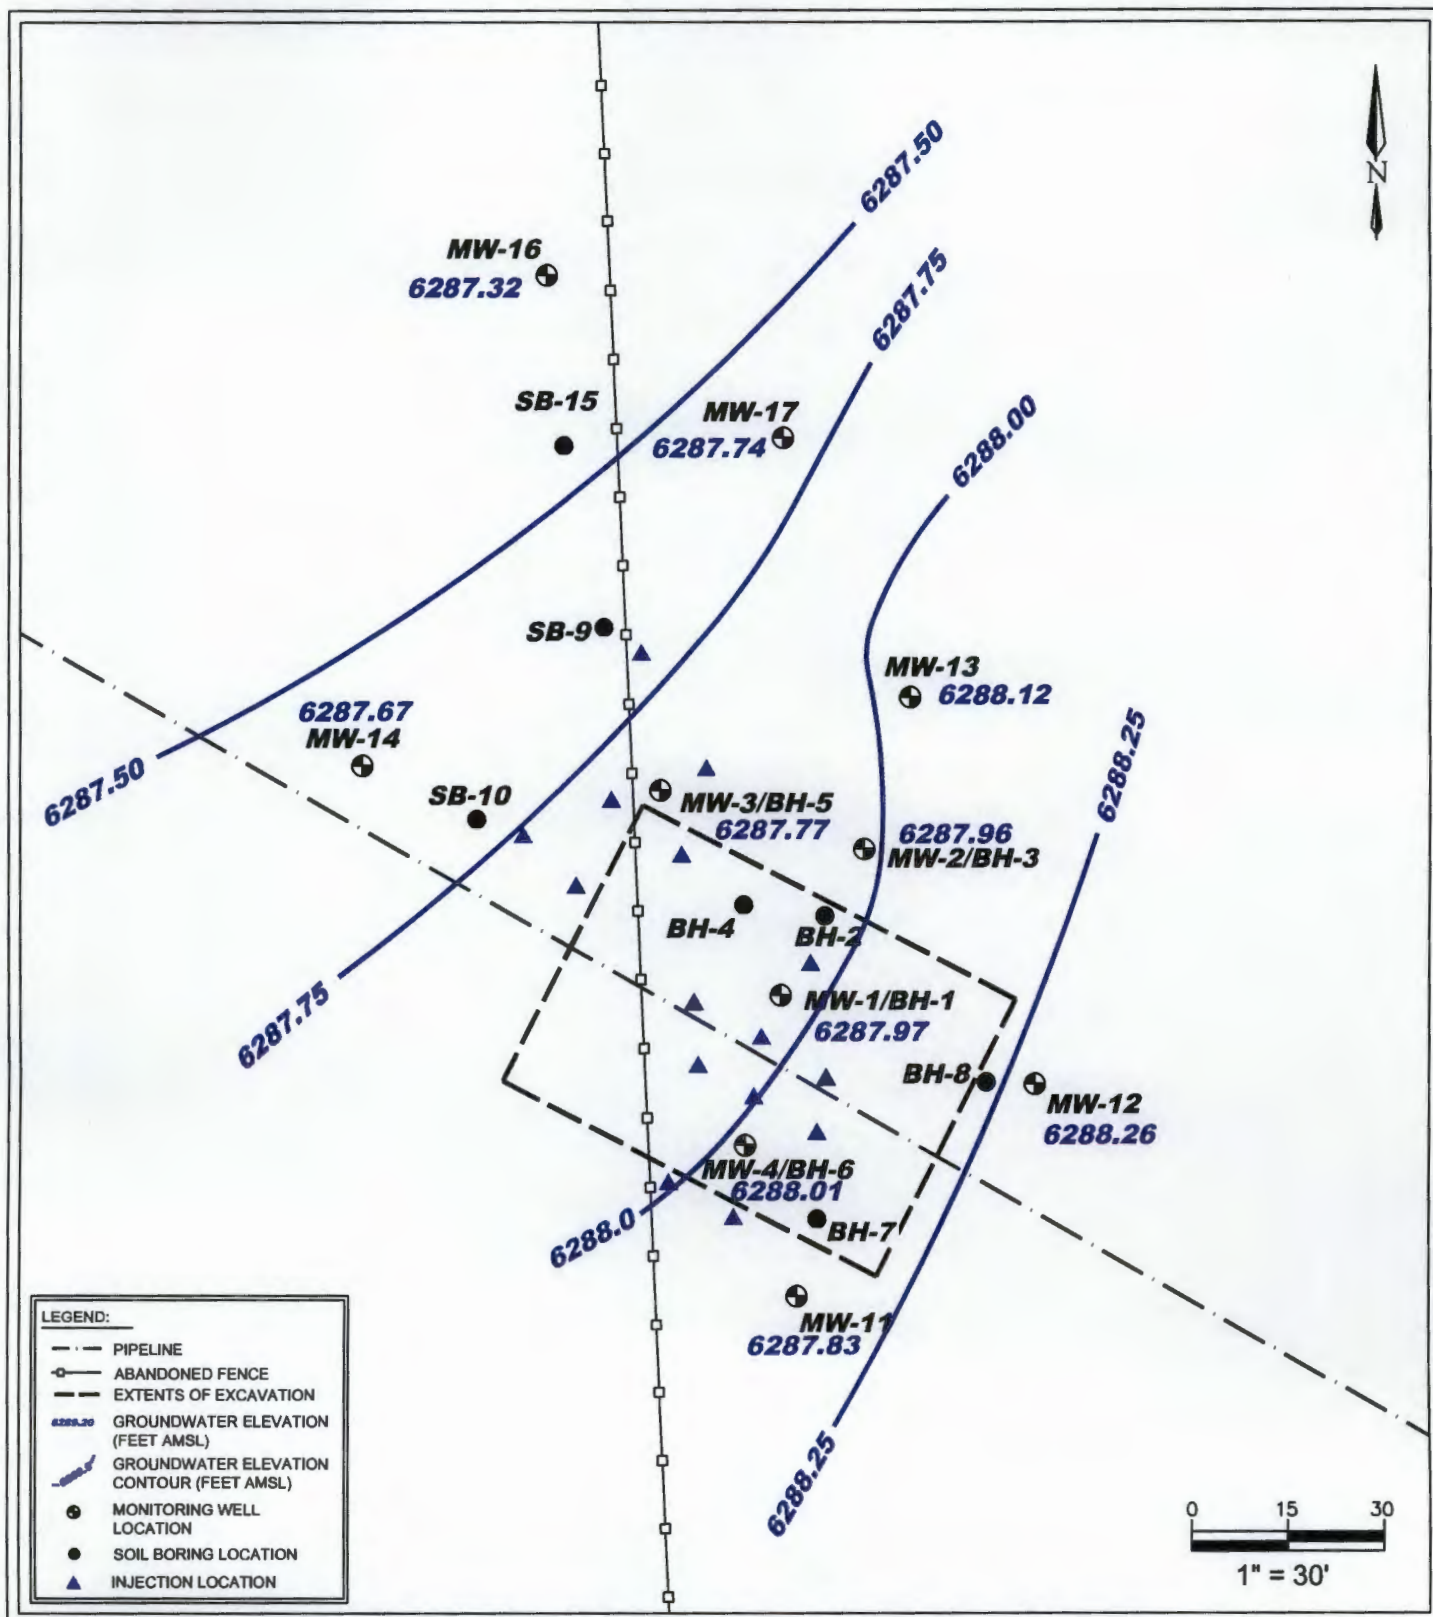 6287.50
N
MW-16
6287.32
6287.75
SB-15
MW-17
6287.74
6288.00
SB-9
MW-13
6288.12
6287.67
MW-14
6288.25
6287.50
SB-10
MW-3/BH-5
6287.77
6287.96
MW-2/BH-3
BH-4
BH-2
MW-1/BH-1
6287.97
6287.75
BH-8
MW-12
6288.26
MW-4/BH-6
6288.01
6288.0
BH-7
MW-11
6287.83
6288.25
LEGEND:
PIPELINE
ABANDONED FENCE
EXTENTS OF EXCAVATION
GROUNDWATER ELEVATION
(FEET AMSL)
GROUNDWATER ELEVATION
CONTOUR (FEET AMSL)
MONITORING WELL
LOCATION
SOIL BORING LOCATION
INJECTION LOCATION
0 15 30
1" = 30'